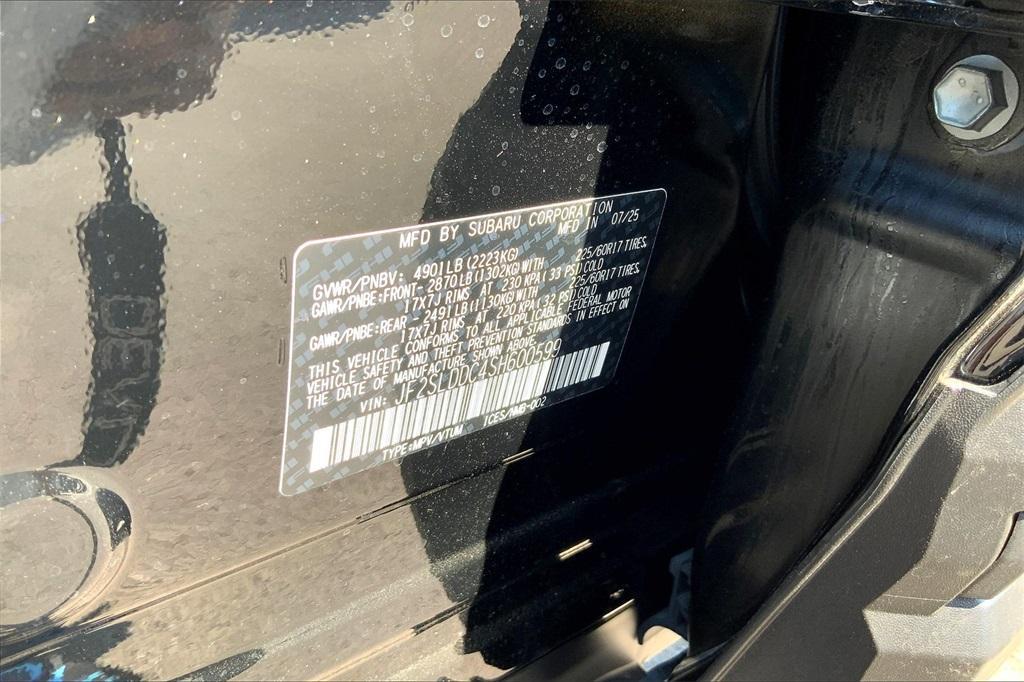 MFD BY SUBARU CORPORATION
MFD IN 07/25
GVWR/PNBV: 4901LB(2223KG)
GAWR/PNBE:FRONT- 2870LB(1302KG)WITH 225/60R17 TIRES
17X7J RIMS AT 230 KPA(33 PSI)COLD
GAWR/PNBE:REAR - 2491LB(1130KG)WITH 225/60R17 TIRES
17X7J RIMS AT 220 KPA(32 PSI)COLD
THIS VEHICLE CONFORMS TO ALL APPLICABLE FEDERAL MOTOR
VEHICLE SAFETY AND THEFT PREVENTION STANDARDS IN EFFECT ON
THE DATE OF MANUFACTURE SHOWN ABOVE.
VIN: JF2SLDDC4SH600599
TYPE:MPV/VTUM ICES/NMB-002